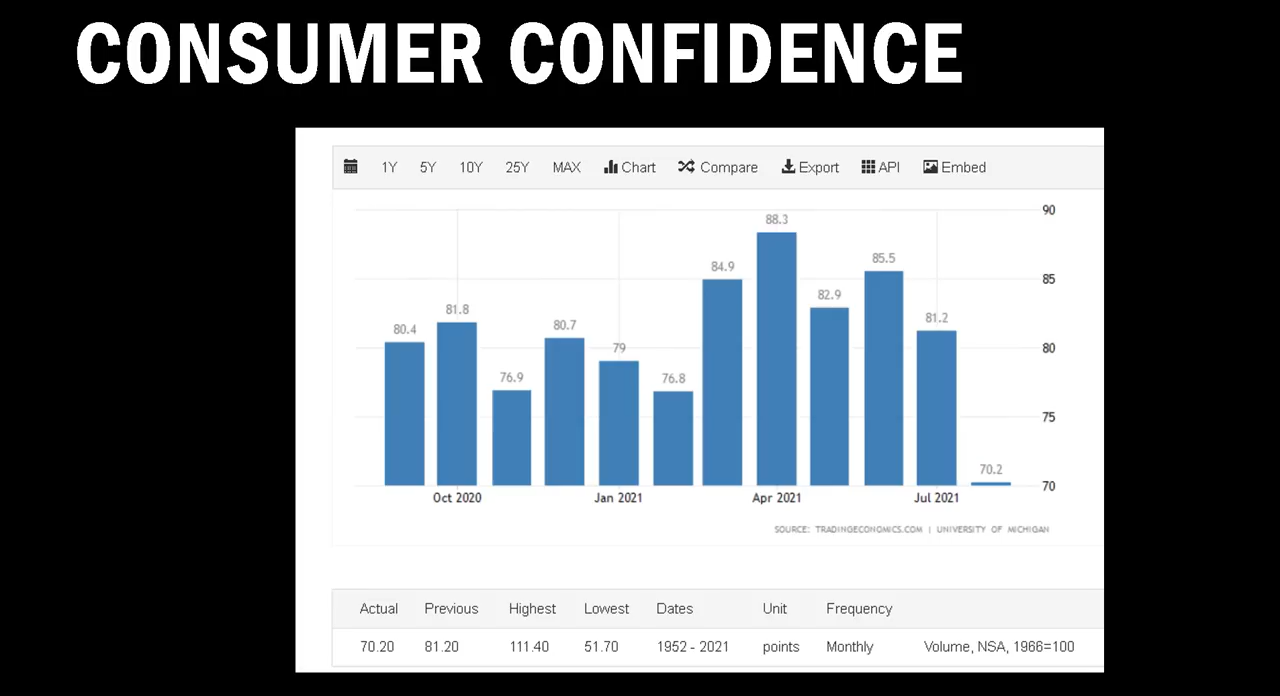 CONSUMER CONFIDENCE
1Y 5Y 10Y 25Y MAX Chart Compare Export API Embed
90
88.3
85.5
84.9
85
82.9
81.8
81.2
80.4
80.7
79
80
76.9
76.8
75
70.2
70
Oct 2020 Jan 2021 Apr 2021 Jul 2021
SOURCE: TRADINGECONOMICS.COM | UNIVERSITY OF MICHIGAN
Actual Previous Highest Lowest Dates Unit Frequency
70.20 81.20 111.40 51.70 1952 - 2021 points Monthly Volume, NSA, 1966=100